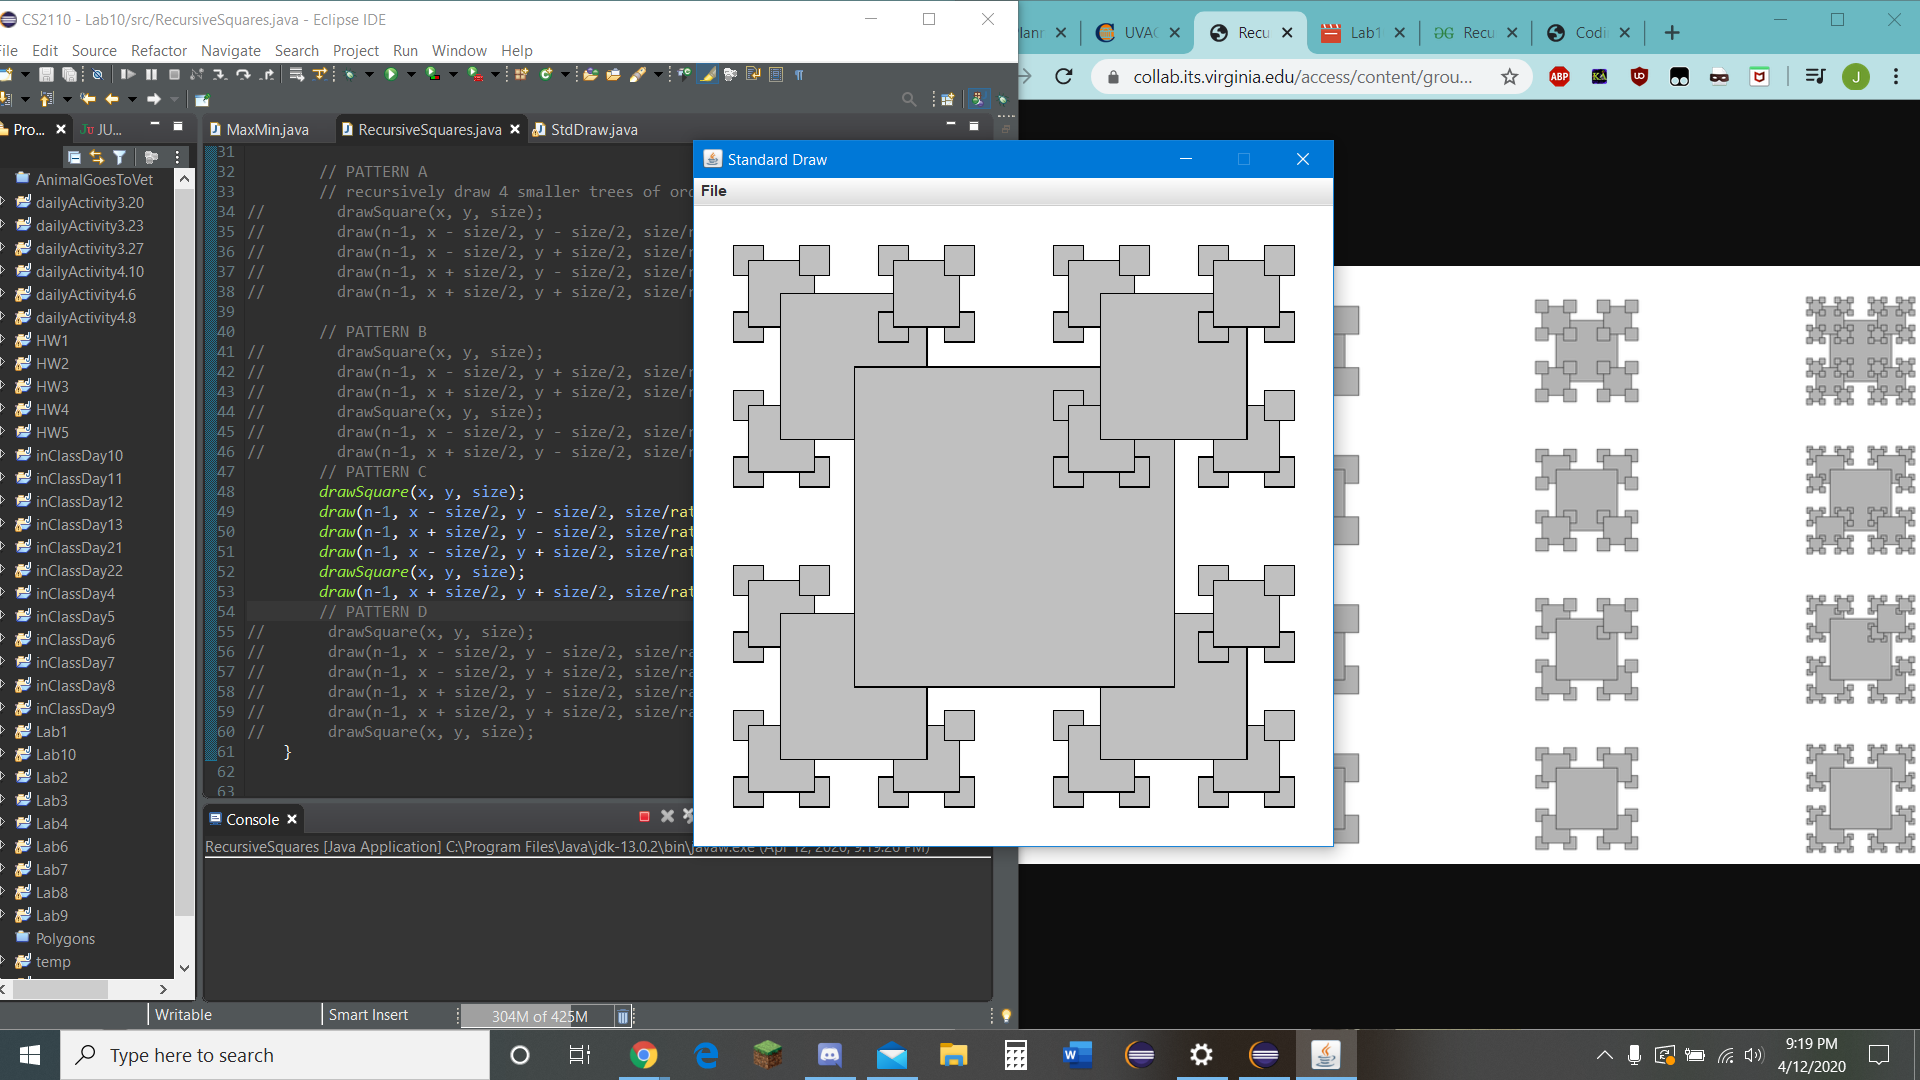 CS2110 - Lab10/src/RecursiveSquares.java - Eclipse IDE
File Edit Source Refactor Navigate Search Project Run Window Help
Pro... JU...
AnimalGoesToVet
dailyActivity3.20
dailyActivity3.23
dailyActivity3.27
dailyActivity4.10
dailyActivity4.6
dailyActivity4.8
HW1
HW2
HW3
HW4
HW5
inClassDay10
inClassDay11
inClassDay12
inClassDay13
inClassDay21
inClassDay22
inClassDay4
inClassDay5
inClassDay6
inClassDay7
inClassDay8
inClassDay9
Lab1
Lab10
Lab2
Lab3
Lab4
Lab6
Lab7
Lab8
Lab9
Polygons
temp
MaxMin.java RecursiveSquares.java StdDraw.java
31
32 // PATTERN A
33 // recursively draw 4 smaller trees of
34 // drawSquare(x, y, size);
35 // draw(n-1, x - size/2, y - size/2, size/
36 // draw(n-1, x - size/2, y + size/2, size/
37 // draw(n-1, x + size/2, y - size/2, size/
38 // draw(n-1, x + size/2, y + size/2, size/
39
40 // PATTERN B
41 // drawSquare(x, y, size);
42 // draw(n-1, x - size/2, y + size/2, size/
43 // draw(n-1, x + size/2, y + size/2, size/
44 // drawSquare(x, y, size);
45 // draw(n-1, x - size/2, y - size/2, size/
46 // draw(n-1, x + size/2, y - size/2, size/
47 // PATTERN C
48 drawSquare(x, y, size);
49 draw(n-1, x - size/2, y - size/2, size/rat
50 draw(n-1, x + size/2, y - size/2, size/rat
51 draw(n-1, x - size/2, y + size/2, size/rat
52 drawSquare(x, y, size);
53 draw(n-1, x + size/2, y + size/2, size/rat
54 // PATTERN D
55 // drawSquare(x, y, size);
56 // draw(n-1, x - size/2, y - size/2, size/ra
57 // draw(n-1, x - size/2, y + size/2, size/ra
58 // draw(n-1, x + size/2, y - size/2, size/ra
59 // draw(n-1, x + size/2, y + size/2, size/ra
60 // drawSquare(x, y, size);
61 }
62
63
Console
RecursiveSquares [Java Application] C:\Program Files\Java\jdk-13.0.2\bin\javaw.exe (Apr 12, 2020, 9:19:20 PM)
Writable Smart Insert 304M of 425M
Standard Draw
File
UVAC Recu Lab1 Recu Codi
collab.its.virginia.edu/access/content/grou...
ABP J
Type here to search
9:19 PM
4/12/2020